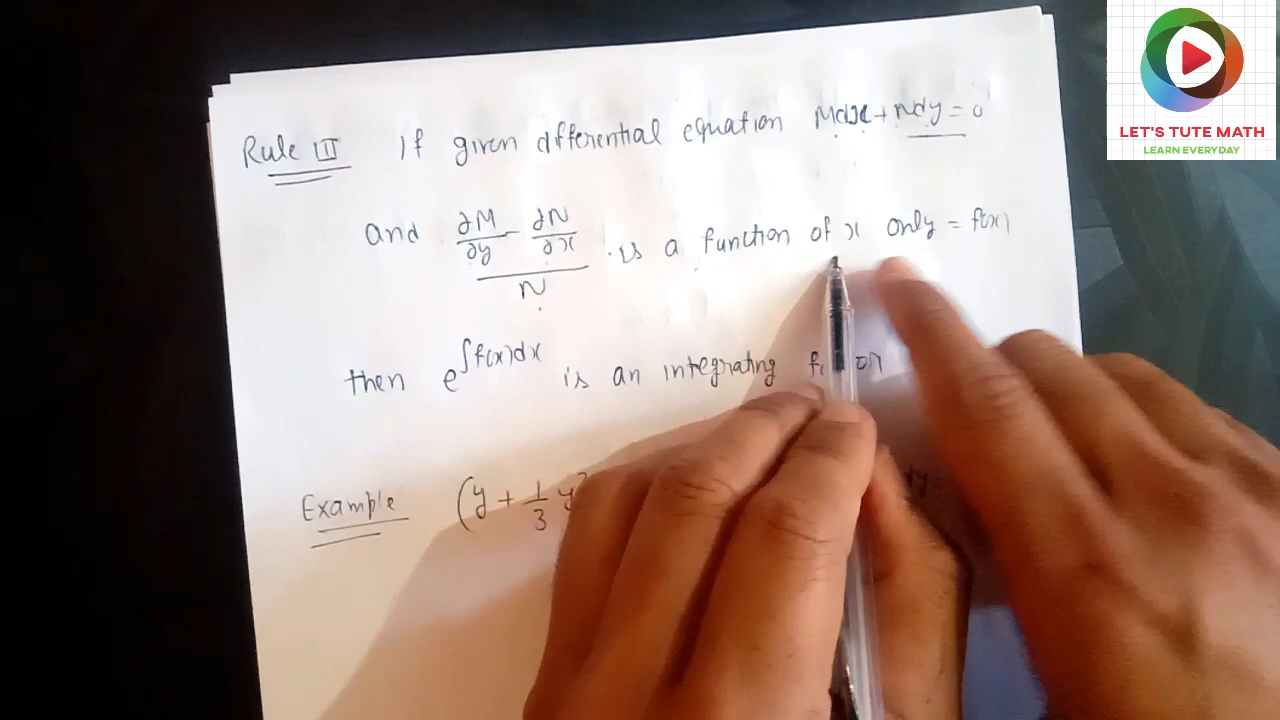 LET'S TUTE MATH
LEARN EVERYDAY
Rule III If given differential equation Mdx + Ndy = 0
And ∂M/∂y - ∂N/∂x / N is a function of x only = f(x)
then e^∫f(x)dx is an integrating
Example (y + 1/3 y